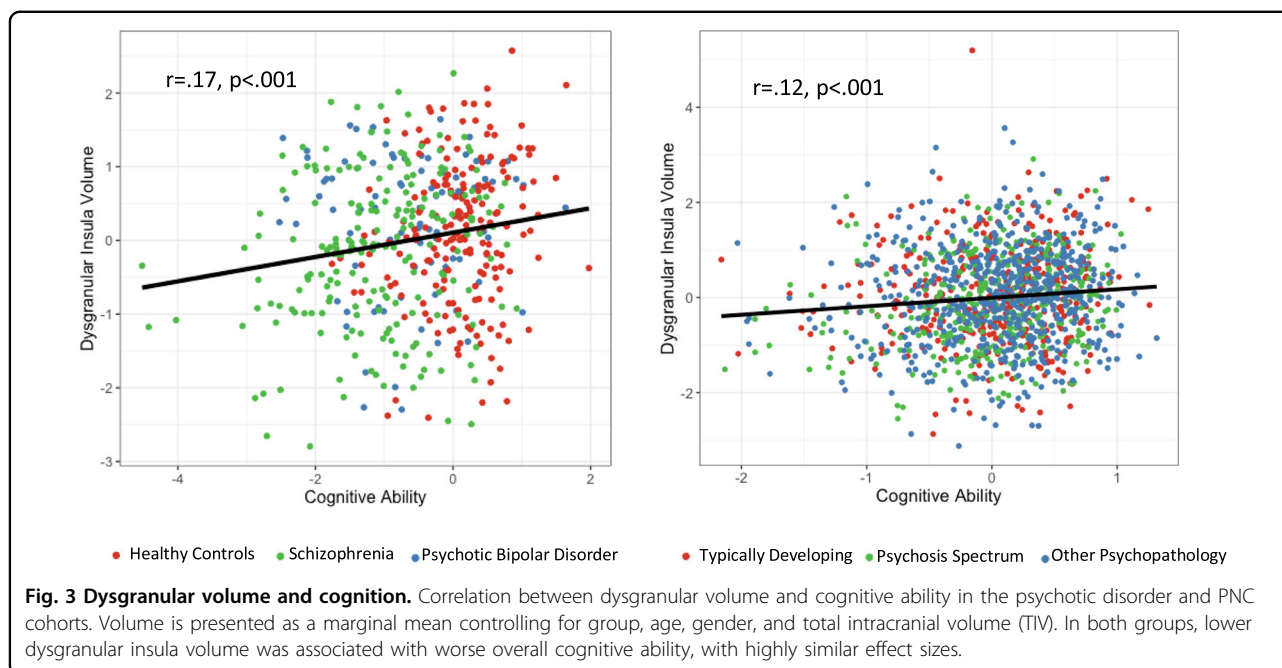 r=.17, p<.001
Dysgranular Insula Volume
2
1
0
-1
-2
-3
-4
-2
0
2
Cognitive Ability
Healthy Controls
Schizophrenia
Psychotic Bipolar Disorder
r=.12, p<.001
Dysgranular Insula Volume
4
2
0
-2
-2
-1
0
1
Cognitive Ability
Typically Developing
Psychosis Spectrum
Other Psychopathology
Fig. 3 Dysgranular volume and cognition. Correlation between dysgranular volume and cognitive ability in the psychotic disorder and PNC
cohorts. Volume is presented as a marginal mean controlling for group, age, gender, and total intracranial volume (TIV). In both groups, lower
dysgranular insula volume was associated with worse overall cognitive ability, with highly similar effect sizes.